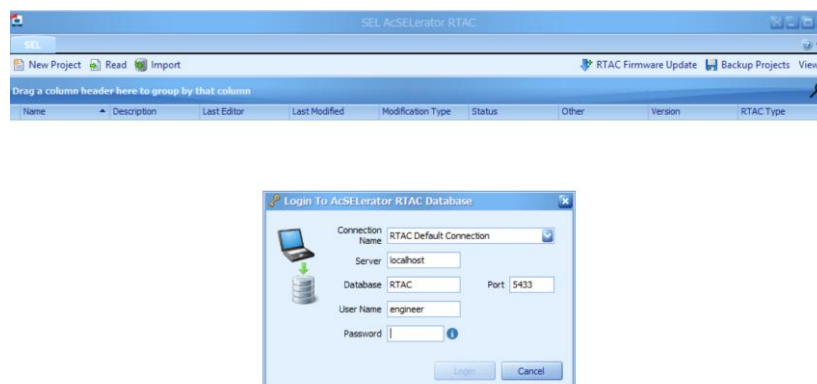 SEL AcSELerator RTAC
SEL
New Project Read Import RTAC Firmware Update Backup Projects View
Drag a column header here to group by that column
Name Description Last Editor Last Modified Modification Type Status Other Version RTAC Type
Login To AcSELerator RTAC Database
Connection Name RTAC Default Connection
Server localhost
Database RTAC Port 5433
User Name engineer
Password
Login Cancel